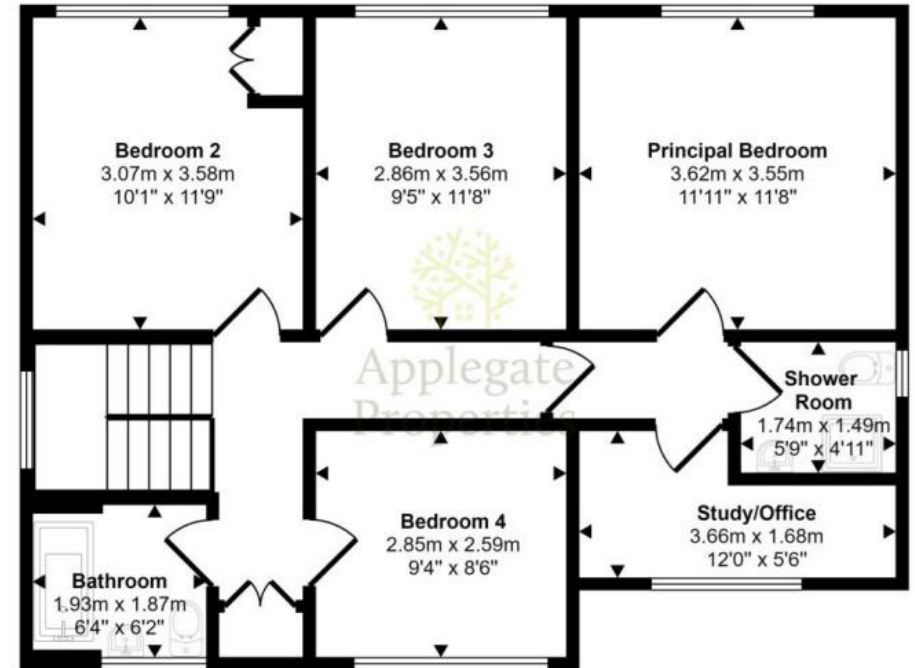 Bedroom 2
3.07m x 3.58m
10'1" x 11'9"
Bedroom 3
2.86m x 3.56m
9'5" x 11'8"
Principal Bedroom
3.62m x 3.55m
11'11" x 11'8"
Applegate
Properties
Shower
Room
1.74m x 1.49m
5'9" x 4'11"
Bedroom 4
2.85m x 2.59m
9'4" x 8'6"
Study/Office
3.66m x 1.68m
12'0" x 5'6"
Bathroom
1.93m x 1.87m
6'4" x 6'2"